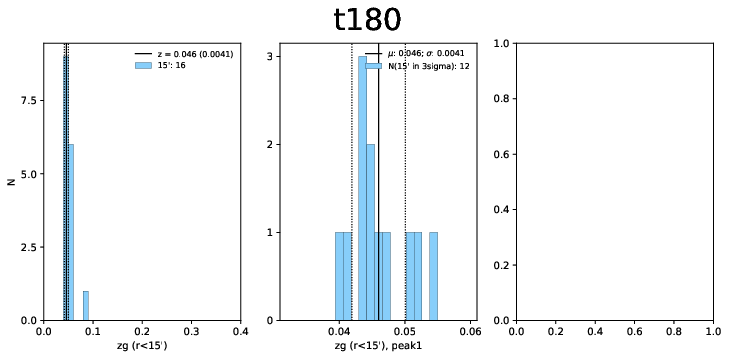 t180
z = 0.046 (0.0041)
15': 16
7.5
5.0
2.5
0.0
N
0.0 0.1 0.2 0.3 0.4
zg (r<15')
μ: 0.046; σ: 0.0041
N(15' in 3sigma): 12
3
2
1
0
0.04 0.05 0.06
zg (r<15'), peak1
1.0
0.8
0.6
0.4
0.2
0.0
0.0 0.2 0.4 0.6 0.8 1.0